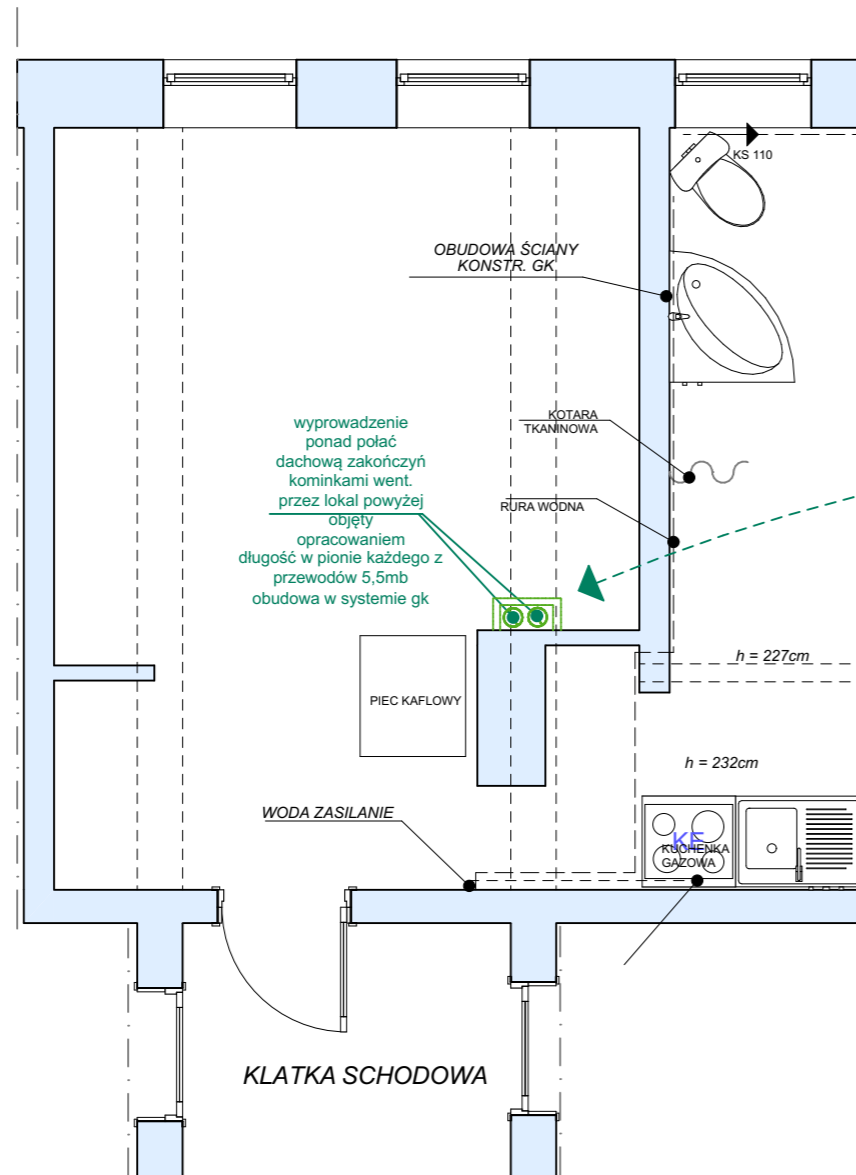 KS 110
OBUDOWA ŚCIANY
KONSTR. GK
wyprowadzenie
ponad połać
dachową zakończyń
kominkami went.
przez lokal powyżej
objęty
opracowaniem
długość w pionie każdego z
przewodów 5,5mb
obudowa w systemie gk
KOTARA
TKANINOWA
RURA WODNA
h = 227cm
PIEC KAFLOWY
h = 232cm
WODA ZASILANIE
KE
KUCHENKA
GAZOWA
KLATKA SCHODOWA